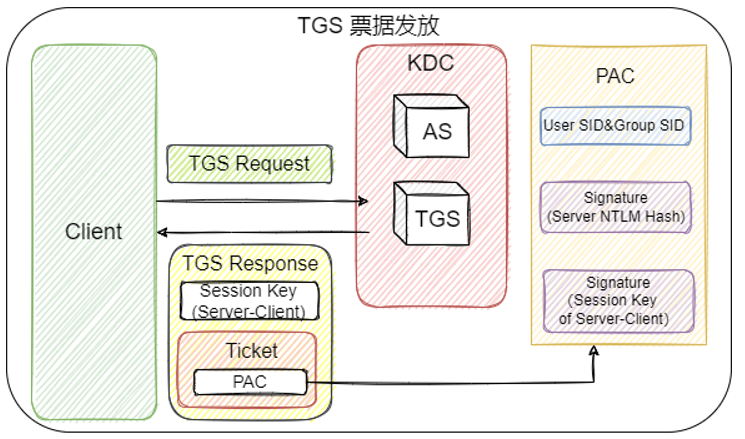 TGS 票据发放
Client
TGS Request
TGS Response
Session Key
(Server-Client)
Ticket
PAC
KDC
AS
TGS
PAC
User SID&Group SID
Signature
(Server NTLM Hash)
Signature
(Session Key
of Server-Client)